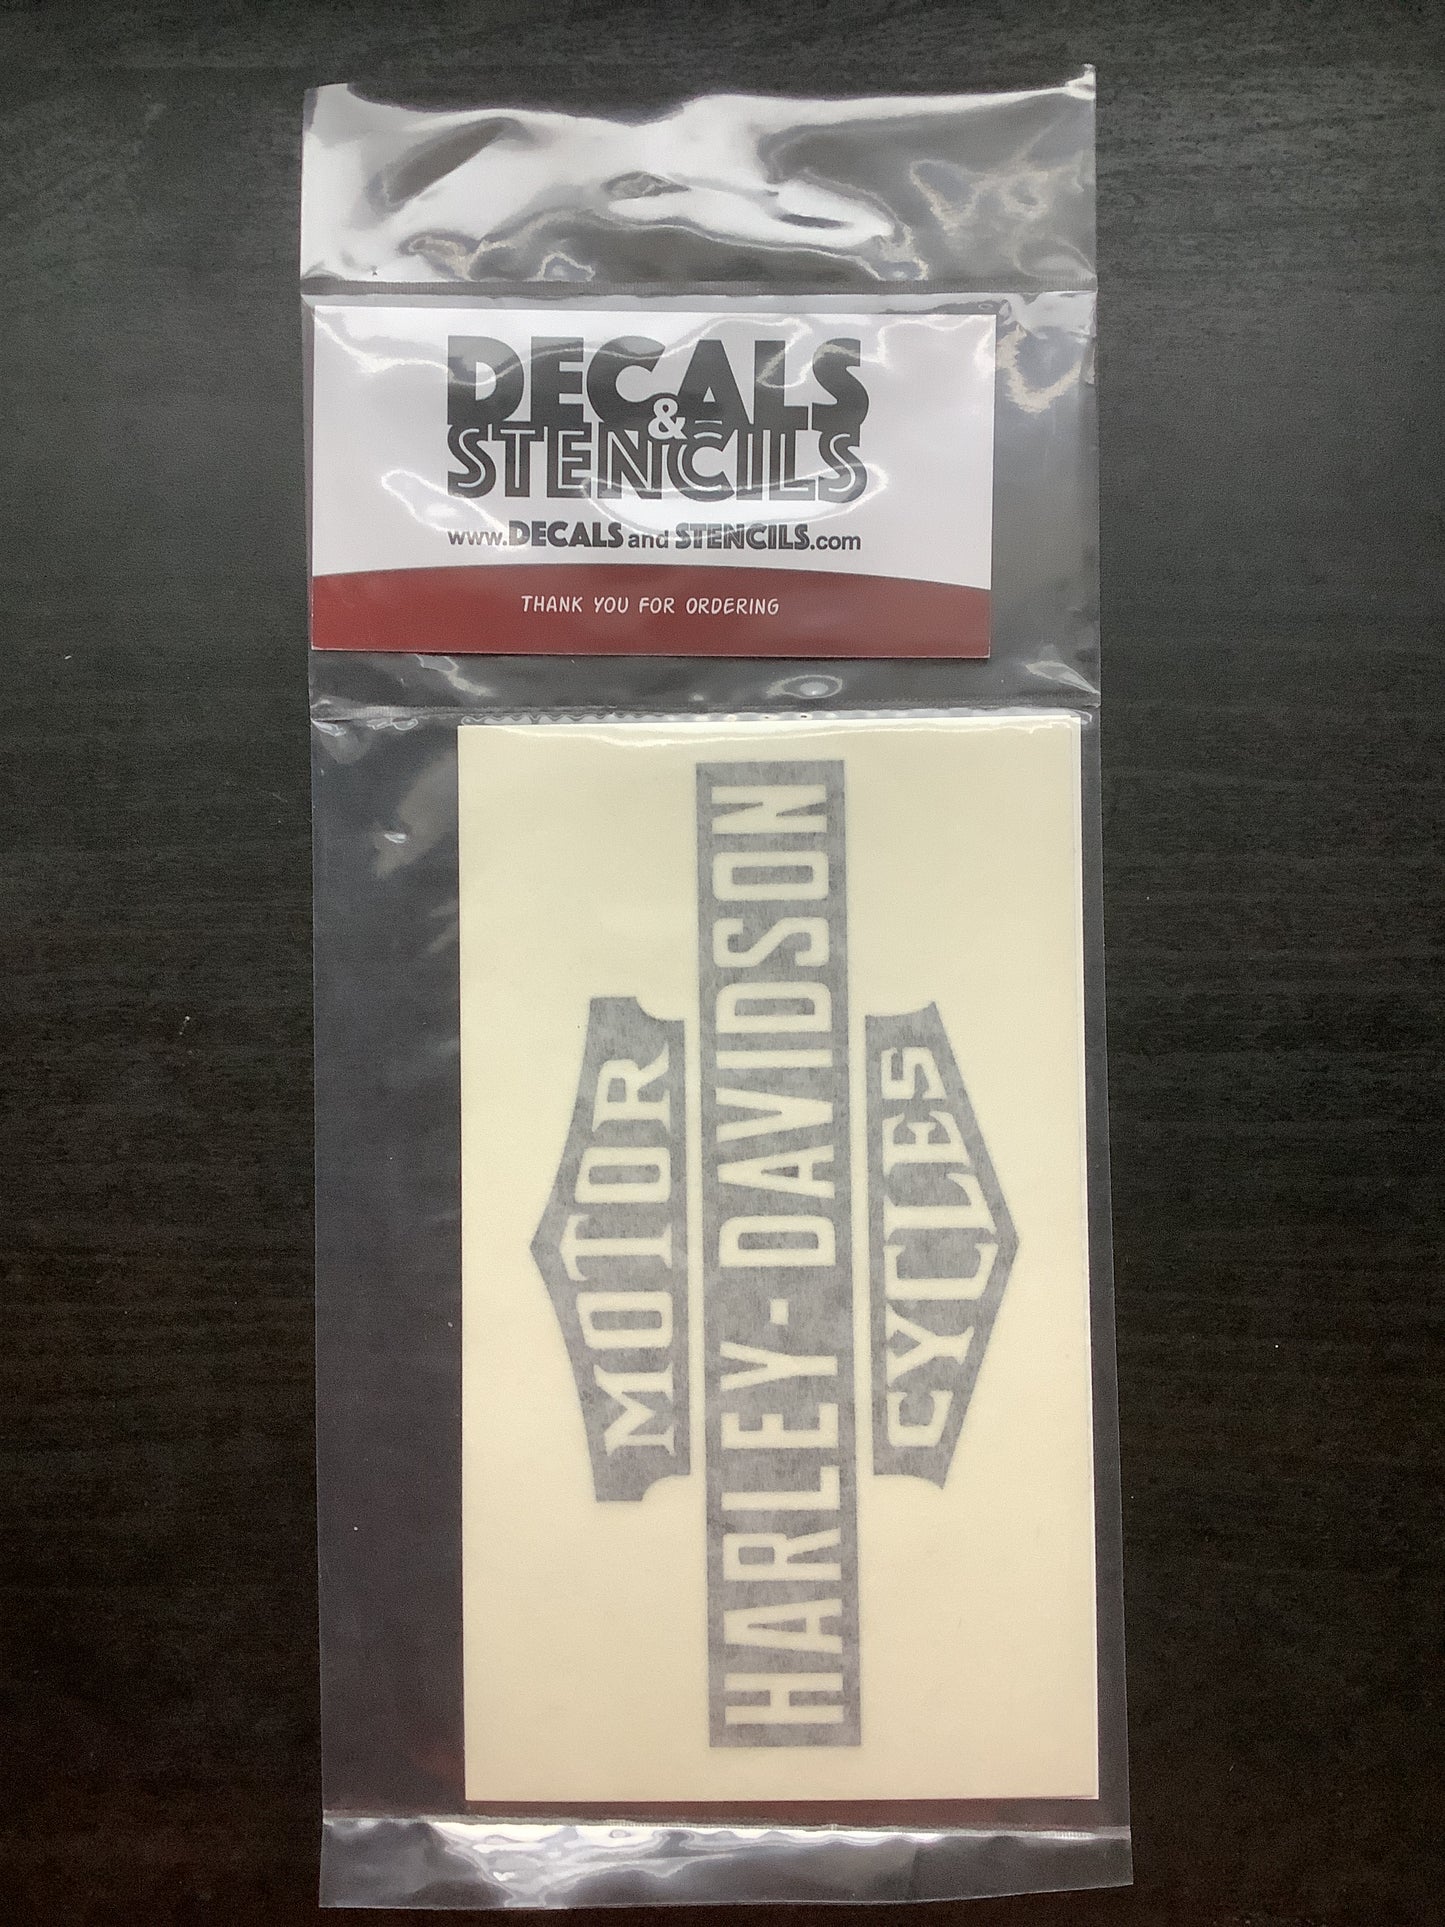 DECALS
&
STENCILS
www.DECALS and STENCILS.com
THANK YOU FOR ORDERING
MOTOR
HARLEY-DAVIDSON
CYCLES